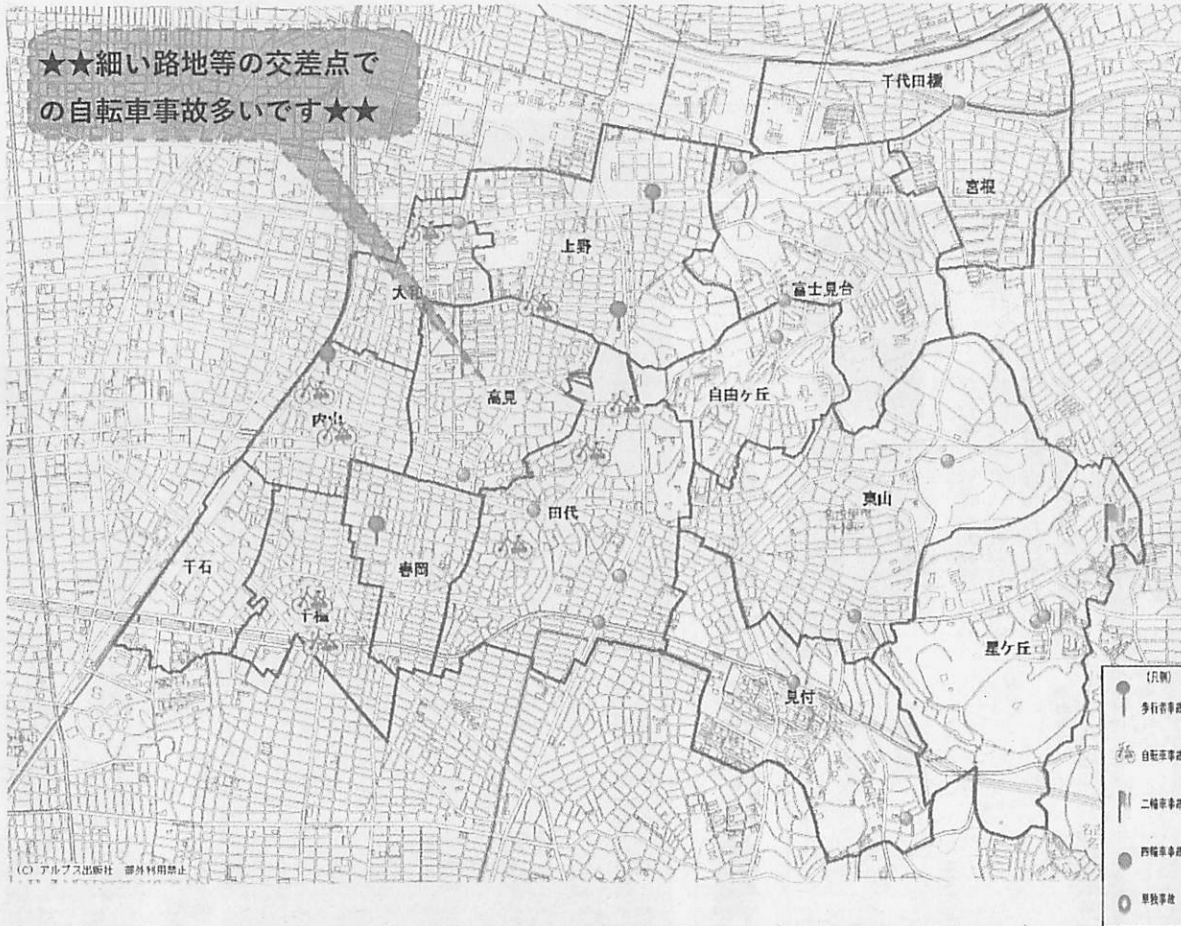 ★★細い路地等の交差点で
の自転車事故多いです★★
千代田橋
宮根
上野
富士見台
大和
自由ヶ丘
高見
内山
東山
田代
千石
春岡
千種
星ヶ丘
見付
(凡例)
歩行者事故
自転車事故
二輪車事故
四輪車事故
単独事故
(C) アルプス出版社 部外利用禁止